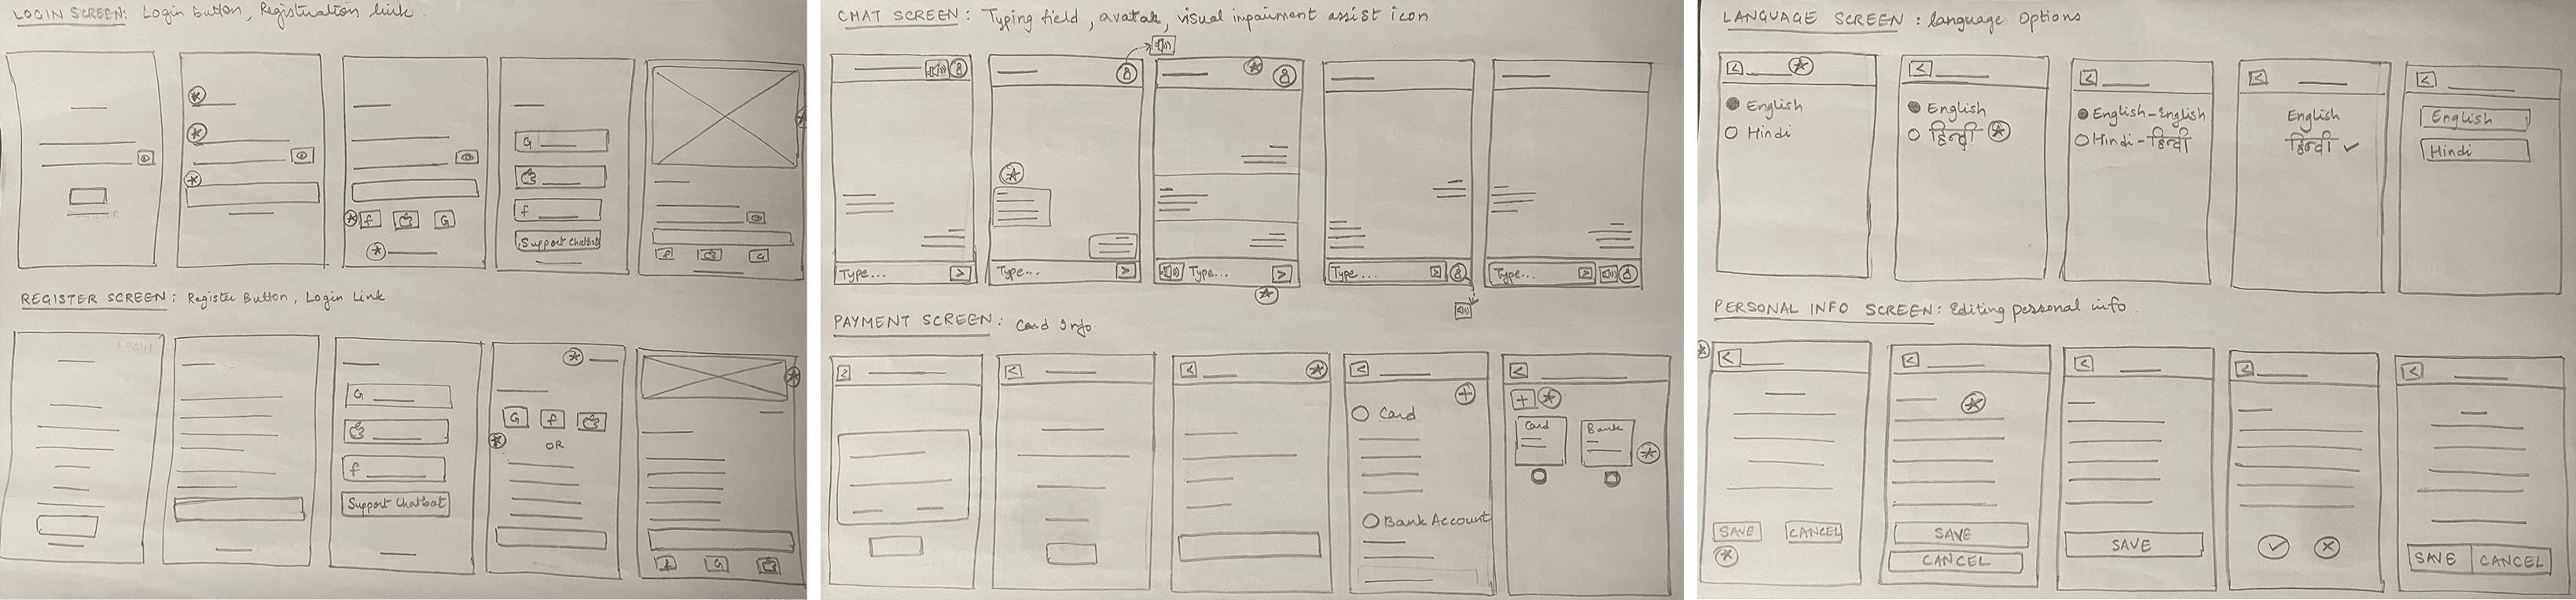 LOGIN SCREEN: Login button, Registration link.
G
f
Support Chatbot
f
G
f
G
REGISTER SCREEN: Register Button, Login Link
LOGIN
G
f
Support Chatbot
G
f
OR
f
G
CHAT SCREEN: Typing field, avatar, visual impairment assist icon
Type...
Type...
Type...
Type...
Type...
PAYMENT SCREEN: Card Info.
Card
Bank Account
Card
Bank
LANGUAGE SCREEN: language Options
English
Hindi
English
हिन्दी
English-English
Hindi-हिन्दी
English
हिन्दी
English
Hindi
PERSONAL INFO SCREEN: Editing personal info.
SAVE CANCEL
SAVE
CANCEL
SAVE
SAVE CANCEL